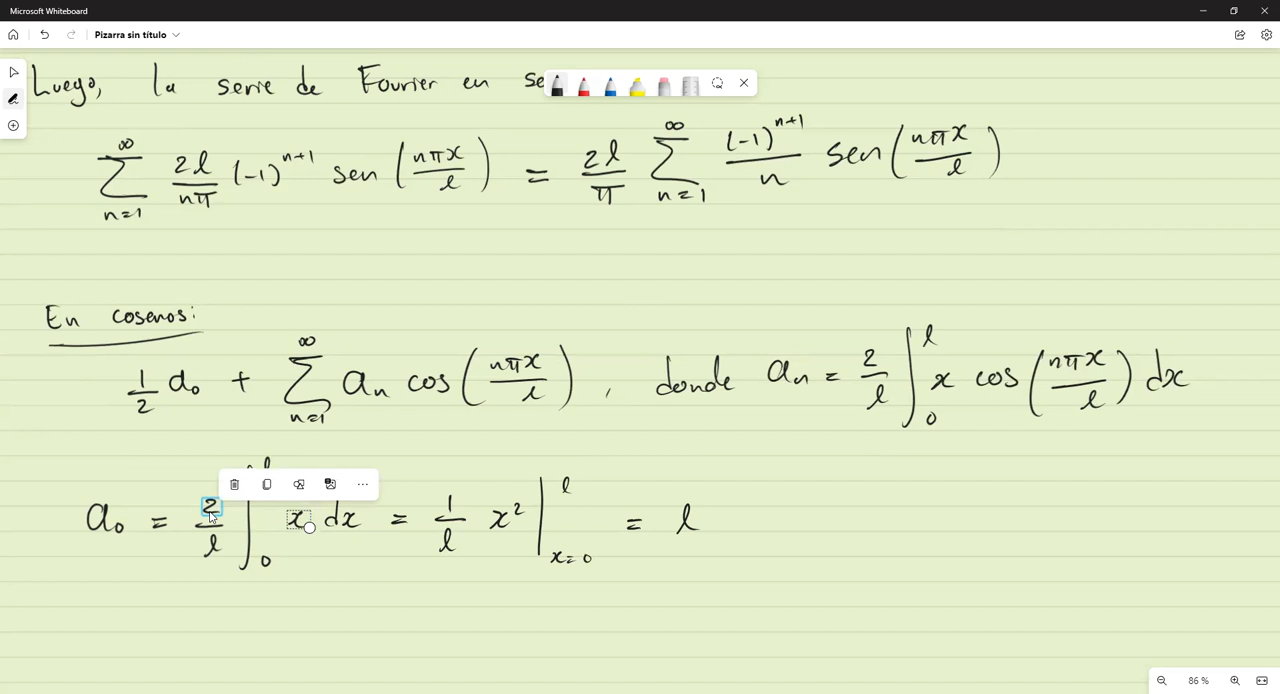 Microsoft Whiteboard
Pizarra sin título
Luego, la serie de Fourier en se
∞ ∑ n=1 2l/nπ (-1)^{n+1} sen (nπx/l) = 2l/π ∞ ∑ n=1 (-1)^{n+1}/n sen (nπx/l)
En cosenos:
1/2 a₀ + ∞ ∑ n=1 aₙ cos (nπx/l), donde aₙ = 2/l ∫₀^l x cos (nπx/l) dx
a₀ = 2/l ∫₀^l x dx = 1/l x² |_{x=0}^l = l
86 %